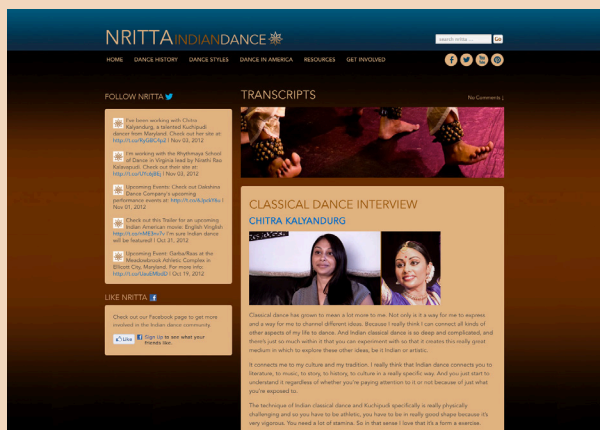 NRITTA INDIANDANCE
search nritta ...
Go
HOME DANCE HISTORY DANCE STYLES DANCE IN AMERICA RESOURCES GET INVOLVED
FOLLOW NRITTA
I've been working with Chitra
Kalyandurg, a talented Kuchipudi
dancer from Maryland. Check out her site at:
Nov 03, 2012
I'm working with the Rhythmaya School
of Dance in Virginia lead by Nirathi Rao
Kalavapudi. Check out their site at:
Nov 03, 2012
Upcoming Events: Check out Dakshina
Dance Company's upcoming
performance events at:
Nov 01, 2012
Check out this Trailer for an upcoming
Indian American movie: English Vinglish
I'm sure Indian dance
will be featured! | Oct 31, 2012
Upcoming Event: Garba/Raas at the
Meadowbrook Athletic Complex in
Ellicott City, Maryland. For more info:
Oct 19, 2012
LIKE NRITTA
Check out our Facebook page to get more
involved in the Indian dance community.
Like
Sign Up to see what your
friends like.
TRANSCRIPTS
No Comments |
CLASSICAL DANCE INTERVIEW
CHITRA KALYANDURG
Classical dance has grown to mean a lot more to me. Not only is it a way for me to express
and a way for me to channel different ideas. Because I really think I can connect all kinds of
other aspects of my life to dance. And Indian classical dance is so deep and complicated, and
there's just so much within it that you can experiment with so that it creates this really great
medium in which to explore these other ideas, be it Indian or artistic.
It connects me to my culture and my tradition. I really think that Indian dance connects you to
literature, to music, to story, to history, to culture in a really specific way. And you just start to
understand it regardless of whether you're paying attention to it or not because of just what
you're exposed to.
The technique of Indian classical dance and Kuchipudi specifically is really physically
challenging and so you have to be athletic, you have to be in really good shape because it's
very vigorous. You need a lot of stamina. So in that sense I love that it's a form a exercise.